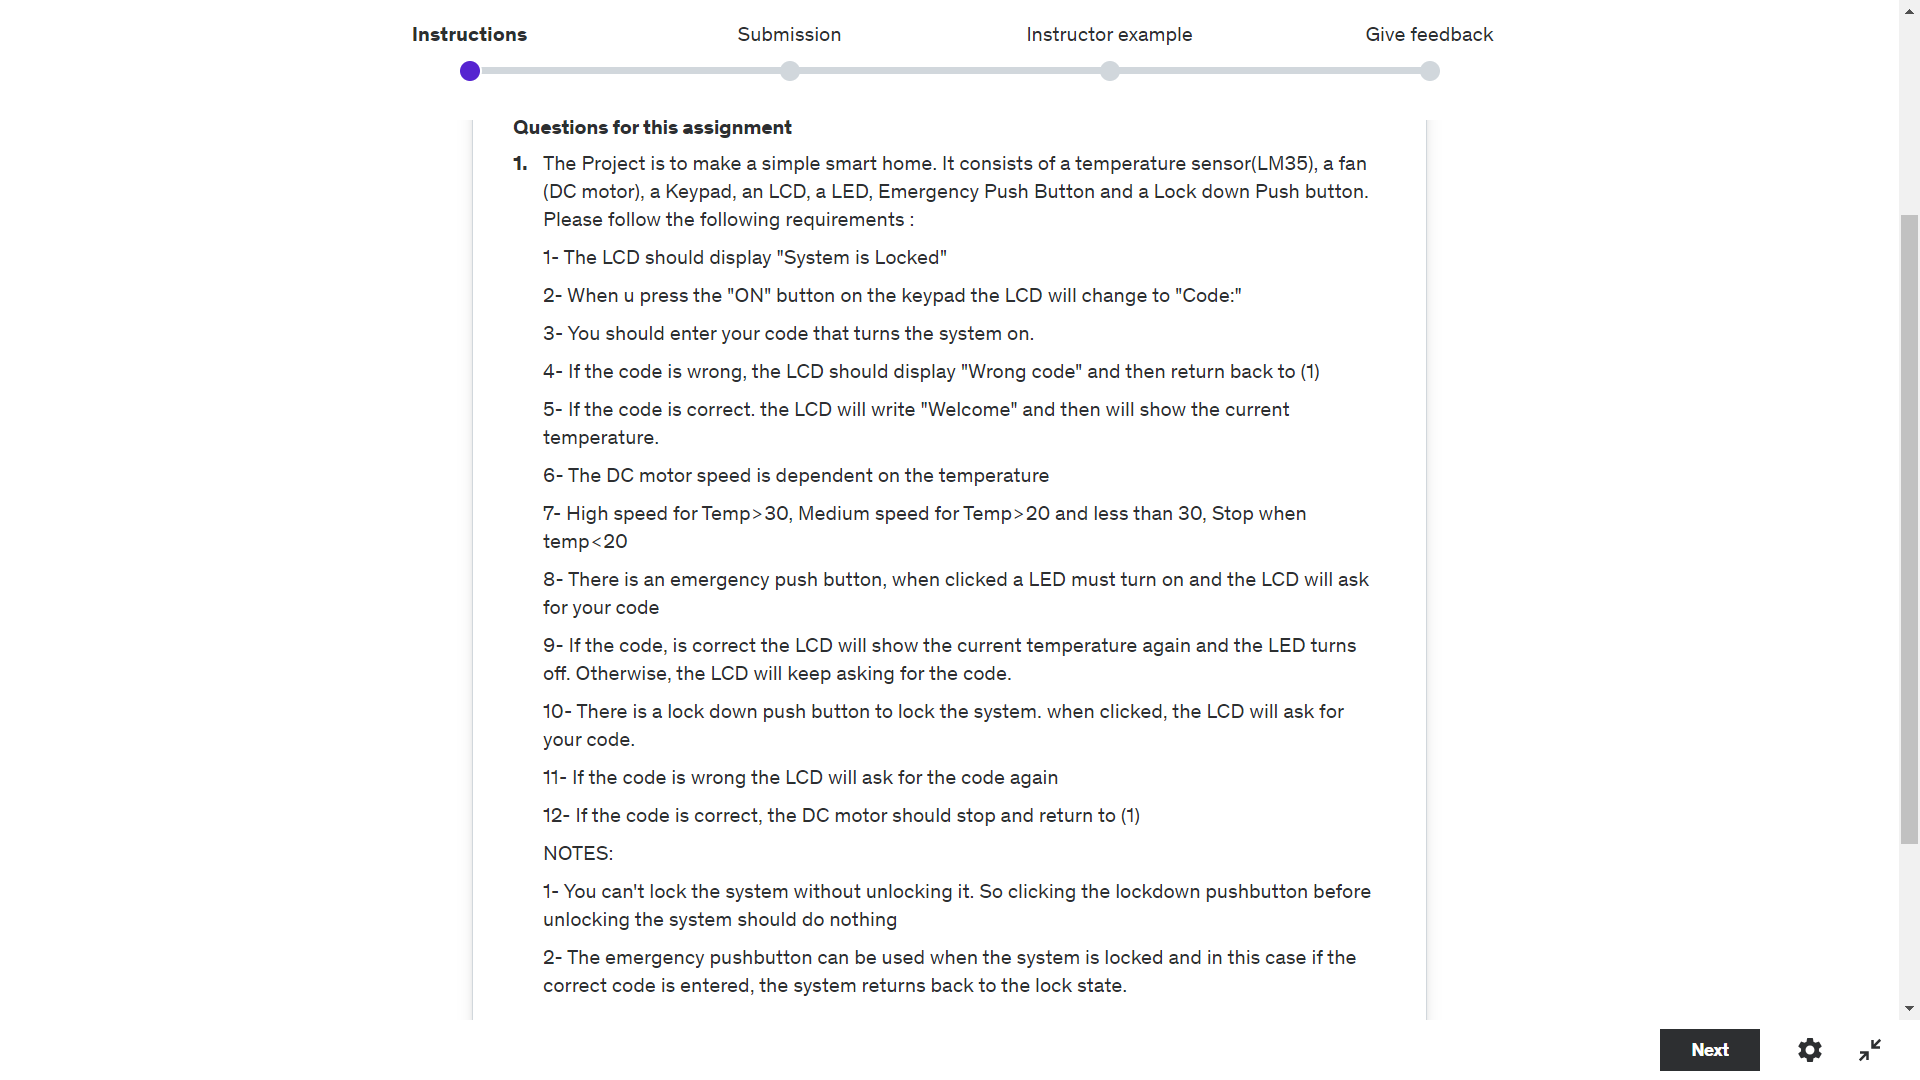 Instructions
Submission
Instructor example
Give feedback
Questions for this assignment
1. The Project is to make a simple smart home. It consists of a temperature sensor(LM35), a fan
(DC motor), a Keypad, an LCD, a LED, Emergency Push Button and a Lock down Push button.
Please follow the following requirements :
1- The LCD should display "System is Locked"
2- When u press the "ON" button on the keypad the LCD will change to "Code:"
3- You should enter your code that turns the system on.
4- If the code is wrong, the LCD should display "Wrong code" and then return back to (1)
5- If the code is correct. the LCD will write "Welcome" and then will show the current
temperature.
6- The DC motor speed is dependent on the temperature
7- High speed for Temp>30, Medium speed for Temp>20 and less than 30, Stop when
temp<20
8- There is an emergency push button, when clicked a LED must turn on and the LCD will ask
for your code
9- If the code, is correct the LCD will show the current temperature again and the LED turns
off. Otherwise, the LCD will keep asking for the code.
10- There is a lock down push button to lock the system. when clicked, the LCD will ask for
your code.
11- If the code is wrong the LCD will ask for the code again
12- If the code is correct, the DC motor should stop and return to (1)
NOTES:
1- You can't lock the system without unlocking it. So clicking the lockdown pushbutton before
unlocking the system should do nothing
2- The emergency pushbutton can be used when the system is locked and in this case if the
correct code is entered, the system returns back to the lock state.
Next